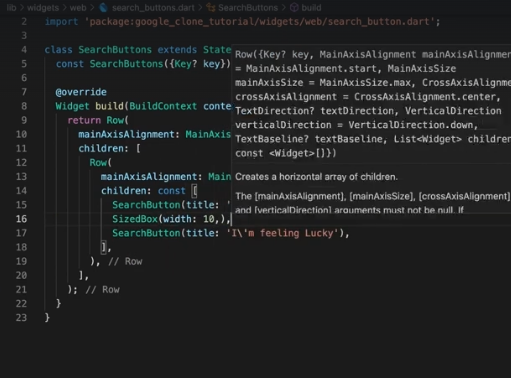 lib > widgets > web > search_buttons.dart > SearchButtons > build
2 import 'package:google_clone_tutorial/widgets/web/search_button.dart';
3
4 class SearchButtons extends State
5 const SearchButtons({Key? key})
6
7 @override
8 Widget build(BuildContext conte
9 return Row(
10 mainAxisAlignment: MainAxis
11 children: [
12 Row(
13 mainAxisAlignment: Main
14 children: const [
15 SearchButton(title: '
16 SizedBox(width: 10,),
17 SearchButton(title: 'I\'m feeling Lucky'),
18 ],
19 ), // Row
20 ],
21 ); // Row
22 }
23 }
Row({Key? key, MainAxisAlignment mainAxisAlignmen
= MainAxisAlignment.start, MainAxisSize
mainAxisSize = MainAxisSize.max, CrossAxisAlignme
crossAxisAlignment = CrossAxisAlignment.center,
TextDirection? textDirection, VerticalDirection
verticalDirection = VerticalDirection.down,
TextBaseline? textBaseline, List<Widget> children
const <Widget>[]})
Creates a horizontal array of children.
The [mainAxisAlignment], [mainAxisSize], [crossAxisAlignment]
and [verticalDirection] arguments must not be null. If